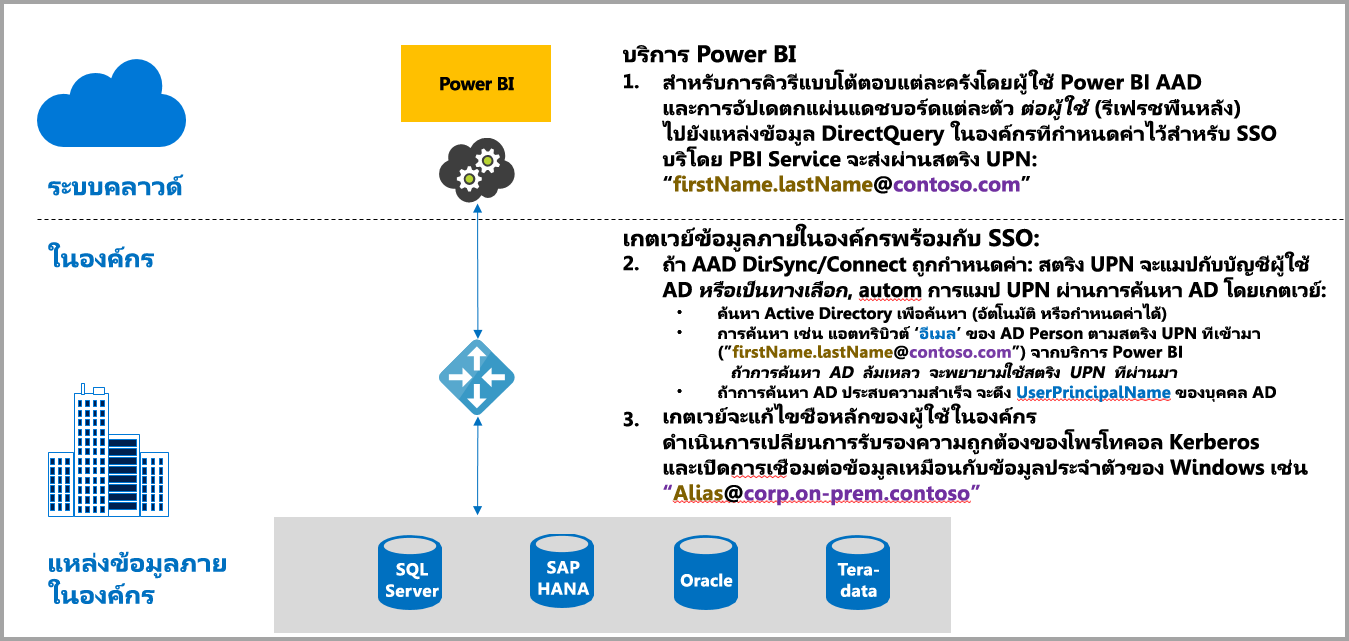 Power BI
ระบบคลาวด์
บริการ Power BI
1. สำหรับการคิวรีแบบโต้ตอบแต่ละครั้งโดยผู้ใช้ Power BI AAD
และการอัปเดตกแผ่นแดชบอร์ดแต่ละตัว ต่อผู้ใช้ (รีเฟรชพื้นหลัง)
ไปยังแหล่งข้อมูล DirectQuery ในองค์กรที่กำหนดค่าไว้สำหรับ SSO
บริโดย PBI Service จะส่งผ่านสตริง UPN:
“firstName.lastName@contoso.com”
ในองค์กร
เกตเวย์ข้อมูลภายในองค์กรพร้อมกับ SSO:
2. ถ้า AAD DirSync/Connect ถูกกำหนดค่า: สตริง UPN จะแมปกับบัญชีผู้ใช้
AD หรือเป็นทางเลือก, autom การแมป UPN ผ่านการค้นหา AD โดยเกตเวย์:
• ค้นหา Active Directory เพื่อค้นหา (อัตโนมัติ หรือกำหนดค่าได้)
• การค้นหา เช่น แอตทริบิวต์ ‘อีเมล’ ของ AD Person ตามสตริง UPN ที่เข้ามา
(”firstName.lastName@contoso.com”) จากบริการ Power BI
ถ้าการค้นหา AD ล้มเหลว จะพยายามใช้สตริง UPN ที่ผ่านมา
• ถ้าการค้นหา AD ประสบความสำเร็จ จะดึง UserPrincipalName ของบุคคล AD
3. เกตเวย์จะแก้ไขชื่อหลักของผู้ใช้ในองค์กร
ดำเนินการเปลี่ยนการรับรองความถูกต้องของโพรโทคอล Kerberos
และเปิดการเชื่อมต่อข้อมูลเหมือนกับข้อมูลประจำตัวของ Windows เช่น
“Alias@corp.on-prem.contoso”
แหล่งข้อมูลภาย
ในองค์กร
SQL
Server
SAP
HANA
Oracle
Tera-
data